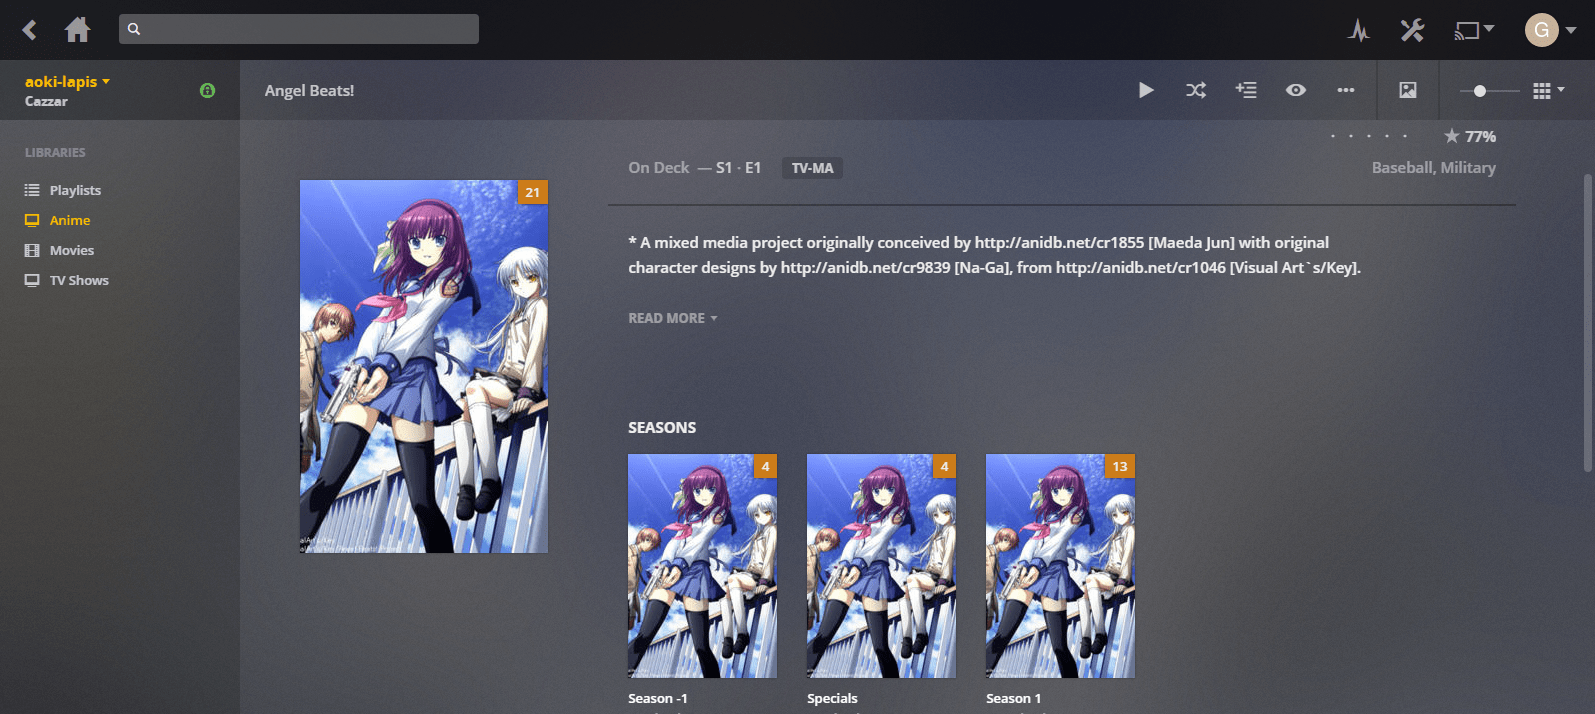 G
aoki-lapis
Cazzar
Angel Beats!
LIBRARIES
Playlists
Anime
Movies
TV Shows
77%
On Deck — S1 · E1 TV-MA
Baseball, Military
21
* A mixed media project originally conceived by http://anidb.net/cr1855 [Maeda Jun] with original
character designs by http://anidb.net/cr9839 [Na-Ga], from http://anidb.net/cr1046 [Visual Art`s/Key].
READ MORE
SEASONS
4
4
13
Season -1
Specials
Season 1